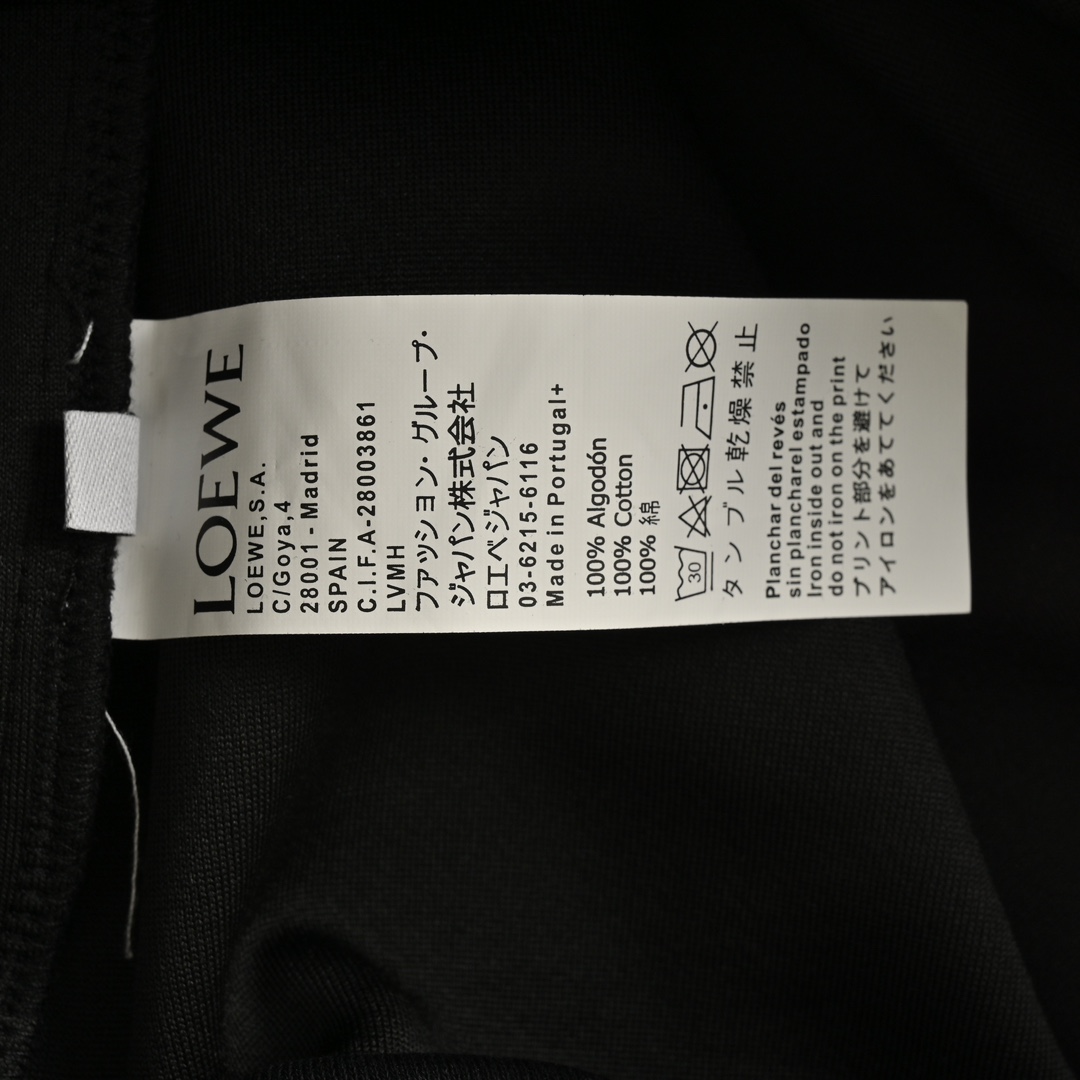 LOEWE
LOEWE,S.A.
C/Goya,4
28001 - Madrid
SPAIN
C.I.F.A-28003861
LVMH
ファッション・グループ・
ジャパン株式会社
ロエベジャパン
03-6215-6116
Made in Portugal+
100% Algodón
100% Cotton
100% 綿
30
タンブル乾燥禁止
Planchar del revés
sin plancharel estampado
Iron inside out and
do not iron on the print
プリント部分を避けて
アイロンをあててください